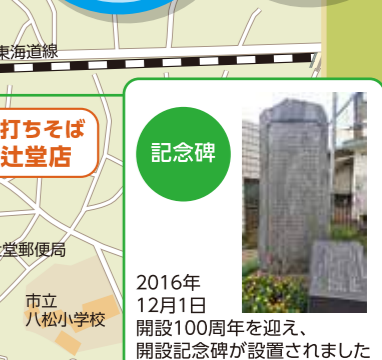 東海道線
打ちそば
辻堂店
堂郵便局
市立
八松小学校
記念碑
2016年
12月1日
開設100周年を迎え、
開設記念碑が設置されました